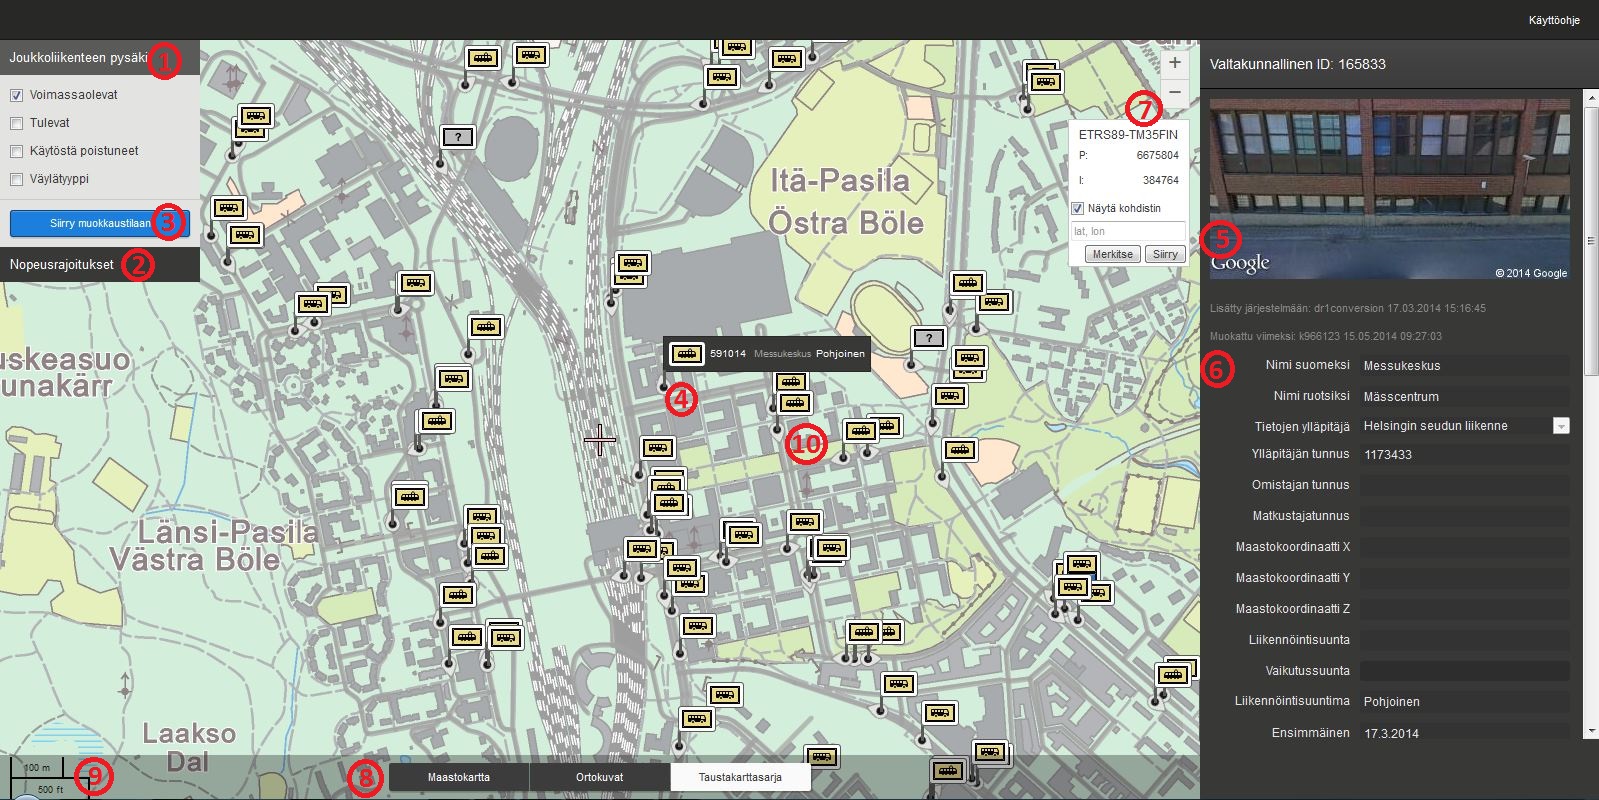 Käyttöohje
Joukkoliikenteen pysäki
1
Voimassaolevat
Tulevat
Käytöstä poistuneet
Väylätyyppi
Siirry muokkaustilaan
3
Nopeusrajoitukset
2
+
−
7
ETRS89-TM35FIN
P: 6675804
I: 384764
Näytä kohdistin
lat, lon
Merkitse
Siirry
?
Itä-Pasila
Östra Böle
?
591014 Messukeskus Pohjoinen
4
10
uskeasuo
unakärr
Länsi-Pasila
Västra Böle
Laakso
Dal
100 m
500 ft
9
8
Maastokartta
Ortokuvat
Taustakarttasarja
Valtakunnallinen ID: 165833
5
Google
© 2014 Google
Lisätty järjestelmään: dr1conversion 17.03.2014 15:16:45
Muokattu viimeksi: k966123 15.05.2014 09:27:03
6
Nimi suomeksi Messukeskus
Nimi ruotsiksi Mässcentrum
Tietojen ylläpitäjä Helsingin seudun liikenne
Ylläpitäjän tunnus 1173433
Omistajan tunnus
Matkustajatunnus
Maastokoordinaatti X
Maastokoordinaatti Y
Maastokoordinaatti Z
Liikennöintisuunta
Vaikutussuunta
Liikennöintisuuntima Pohjoinen
Ensimmäinen 17.3.2014